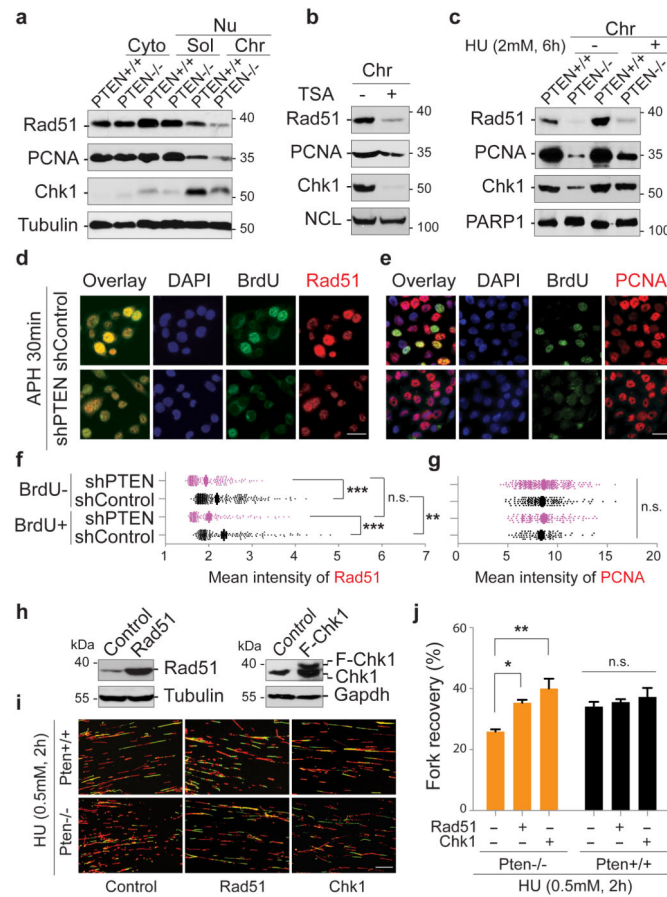 a
Nu
Cyto Sol Chr
PTEN+/+ PTEN-/- PTEN+/+ PTEN-/- PTEN+/+ PTEN-/-
Rad51 40
PCNA 35
Chk1 50
Tubulin
b
Chr
TSA - +
Rad51 40
PCNA 35
Chk1 50
NCL 100
c
Chr
HU (2mM, 6h) - +
PTEN+/+ PTEN-/- PTEN+/+ PTEN-/-
Rad51 40
PCNA 35
Chk1 50
PARP1 100
d
Overlay DAPI BrdU Rad51
APH 30min
shControl
shPTEN
e
Overlay DAPI BrdU PCNA
f
BrdU- shPTEN
shControl
BrdU+ shPTEN
shControl
*** n.s. **
***
1 2 3 4 5 6 7
Mean intensity of Rad51
g
n.s.
0 5 10 15 20
Mean intensity of PCNA
h
kDa Control Rad51
40 Rad51
55 Tubulin
kDa Control F-Chk1
40 F-Chk1
Chk1
55 Gapdh
i
HU (0.5mM, 2h)
Pten+/+
Pten-/-
Control Rad51 Chk1
j
Fork recovery (%)
60
40
20
0
** n.s.
*
Rad51 - + - - + -
Chk1 - - + - - +
Pten-/- Pten+/+
HU (0.5mM, 2h)